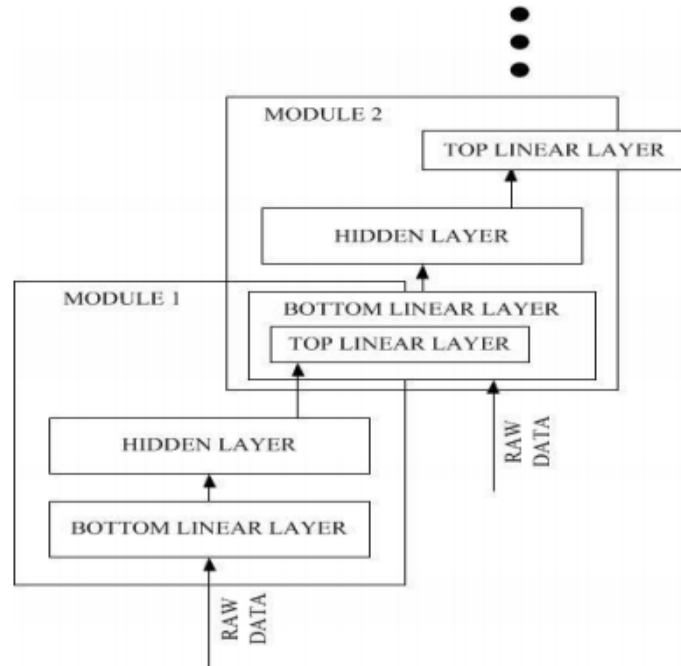 MODULE 2
TOP LINEAR LAYER
HIDDEN LAYER
MODULE 1
BOTTOM LINEAR LAYER
TOP LINEAR LAYER
HIDDEN LAYER
BOTTOM LINEAR LAYER
RAW
DATA
RAW
DATA